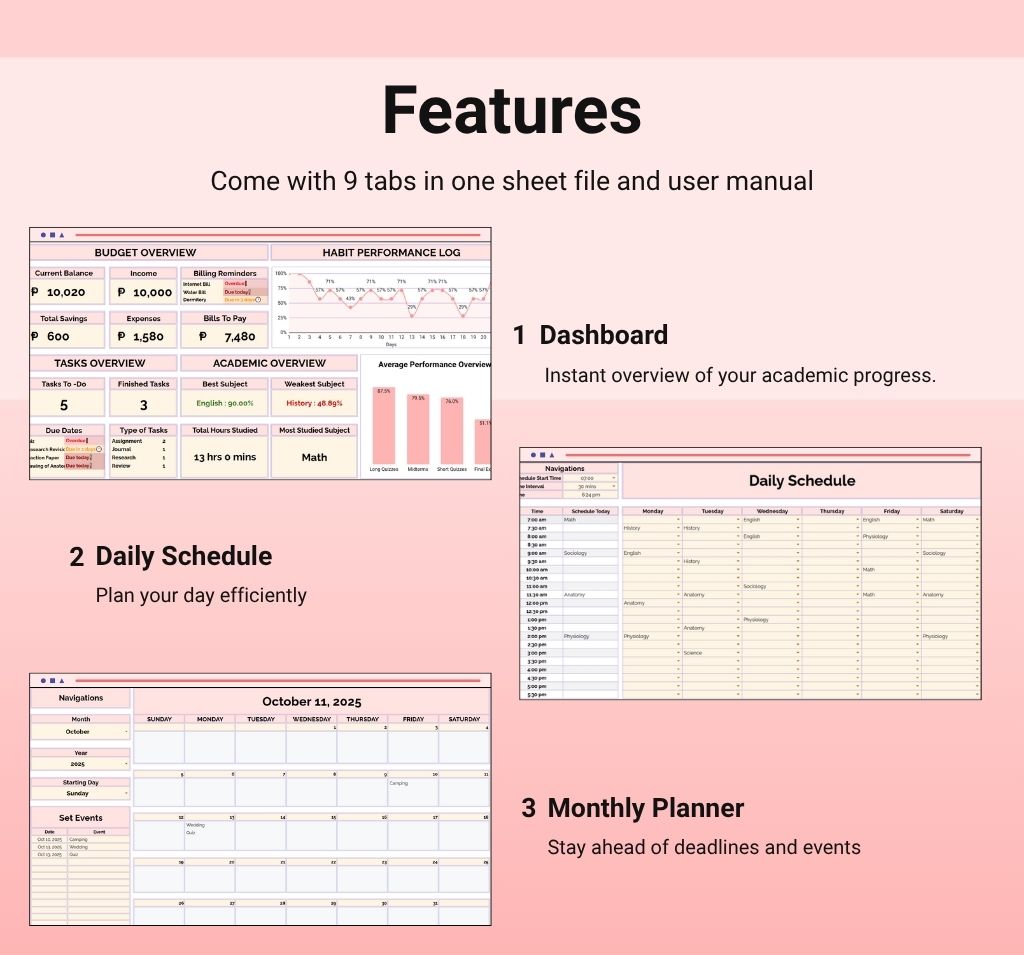 Features
Come with 9 tabs in one sheet file and user manual
BUDGET OVERVIEW
HABIT PERFORMANCE LOG
Current Balance
Income
Billing Reminders
₱ 10,020
₱ 10,000
Internet Bill Overdue
Water Bill Due today
Dormitory Due in 3 days
Total Savings
Expenses
Bills To Pay
₱ 600
₱ 1,580
₱ 7,480
100%
75%
50%
25%
0%
71% 71% 71% 71% 71%
57% 57% 57% 57% 57% 57% 57% 57% 57% 57%
43%
29% 29%
1 2 3 4 5 6 7 8 9 10 11 12 13 14 15 16 17 18 19 20
Days
TASKS OVERVIEW
ACADEMIC OVERVIEW
Average Performance Overview
Tasks To -Do
Finished Tasks
Best Subject
Weakest Subject
5
3
English : 90.00%
History : 48.89%
87.5%
79.5%
76.0%
51.1
Due Dates
Type of Tasks
Total Hours Studied
Most Studied Subject
Overdue
Due in 1 days
action Paper Due today
Due today
Assignment 2
Journal 1
Research 1
Review 1
13 hrs 0 mins
Math
Long Quizzes Midterms Short Quizzes Final Ex
1 Dashboard
Instant overview of your academic progress.
2 Daily Schedule
Plan your day efficiently
Navigations
Daily Schedule
edule Start Time 07:00
e Interval 30 mins
6:24 pm
Time Schedule Today Monday Tuesday Wednesday Thursday Friday Saturday
7:00 am Math English English Math
7:30 am History History
8:00 am English Physiology
8:30 am
9:00 am Sociology English Sociology
9:30 am History
10:00 am Math
10:30 am
11:00 am Sociology
11:30 am Anatomy Anatomy Math Anatomy
12:00 pm Anatomy
12:30 pm
1:00 pm Physiology
1:30 pm Anatomy
2:00 pm Physiology Physiology Physiology
2:30 pm
3:00 pm Science
3:30 pm
4:00 pm
4:30 pm
5:00 pm
5:30 pm
Navigations
October 11, 2025
Month
October
Year
2025
Starting Day
Sunday
Set Events
Date Event
Oct 10, 2025 Camping
Oct 13, 2025 Wedding
Oct 13, 2025 Quiz
SUNDAY MONDAY TUESDAY WEDNESDAY THURSDAY FRIDAY SATURDAY
1 2 3 4
5 6 7 8 9 10 11
Camping
12 13 14 15 16 17 18
Wedding
Quiz
19 20 21 22 23 24 25
26 27 28 29 30 31
3 Monthly Planner
Stay ahead of deadlines and events